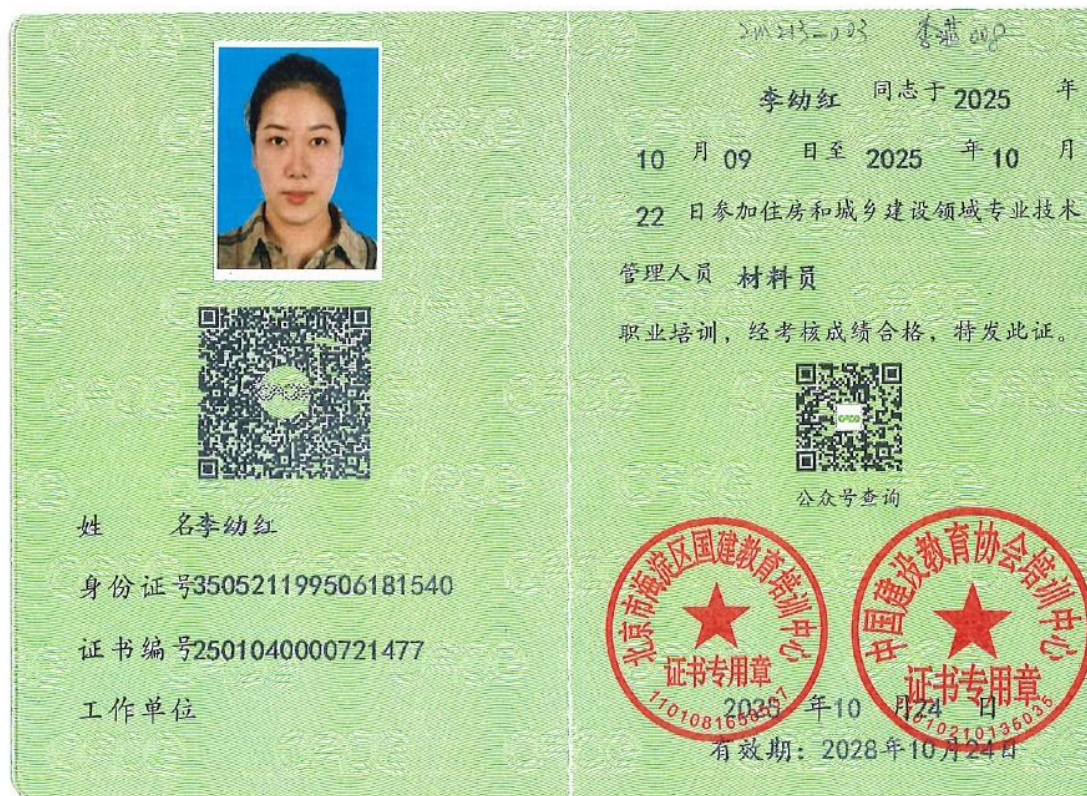 李幼红 同志于 2025 年
10 月 09 日至 2025 年 10 月
22 日参加住房和城乡建设领域专业技术
管理人员 材料员
职业培训，经考核成绩合格，特发此证。
公众号查询
姓 名李幼红
身份证号350521199506181540
证书编号2501040000721477
工作单位
北京市海淀区国建教育培训中心
证书专用章
中国建设教育协会培训中心
证书专用章
年10 月24 日
有效期：2028年10月24日